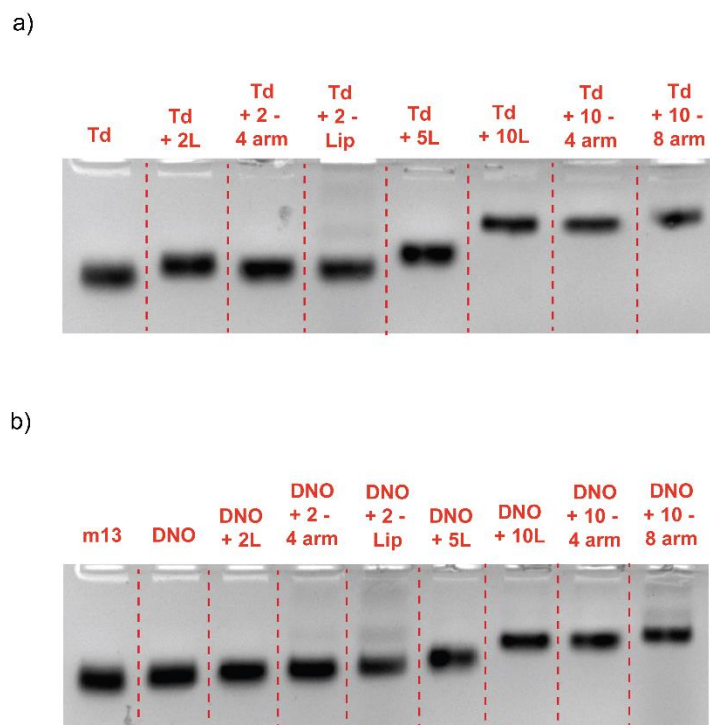 a)
Td
Td
+ 2L
Td
+ 2 -
4 arm
Td
+ 2 -
Lip
Td
+ 5L
Td
+ 10L
Td
+ 10 -
4 arm
Td
+ 10 -
8 arm
b)
m13
DNO
DNO
+ 2L
DNO
+ 2 -
4 arm
DNO
+ 2 -
Lip
DNO
+ 5L
DNO
+ 10L
DNO
+ 10 -
4 arm
DNO
+ 10 -
8 arm